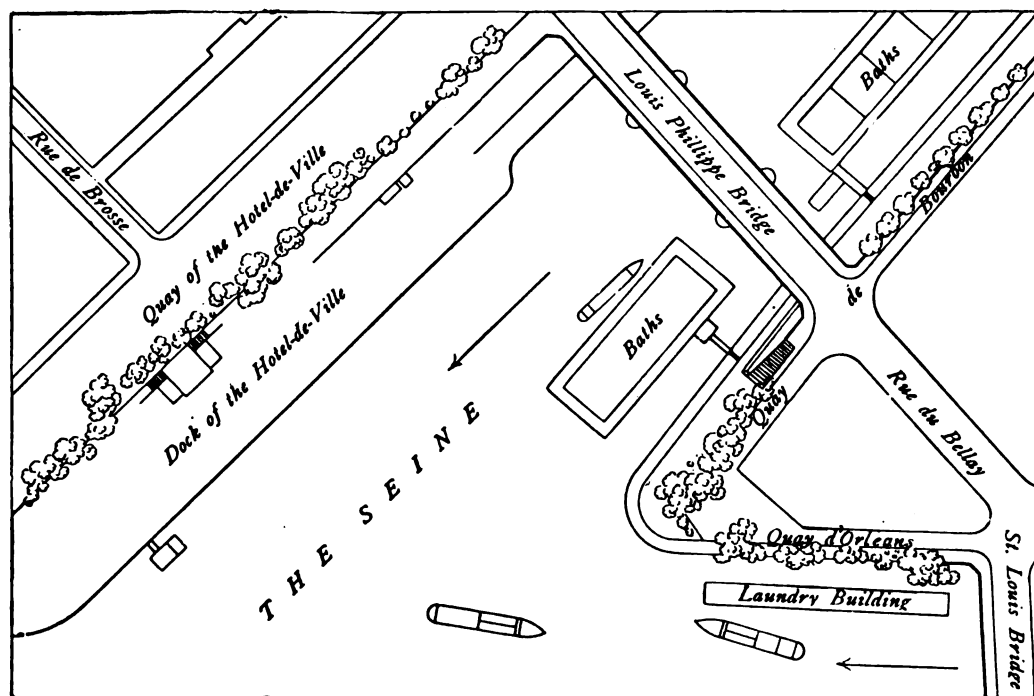 Baths
Louis Phillippe Bridge
Rue de Brosse
Quay of the Hotel-de-Ville
Bourbon
de
Quay
Baths
Dock of the Hotel-de-Ville
Rue du Bellay
THE SEINE
Quay d'Orleans
St. Louis Bridge
Laundry Building